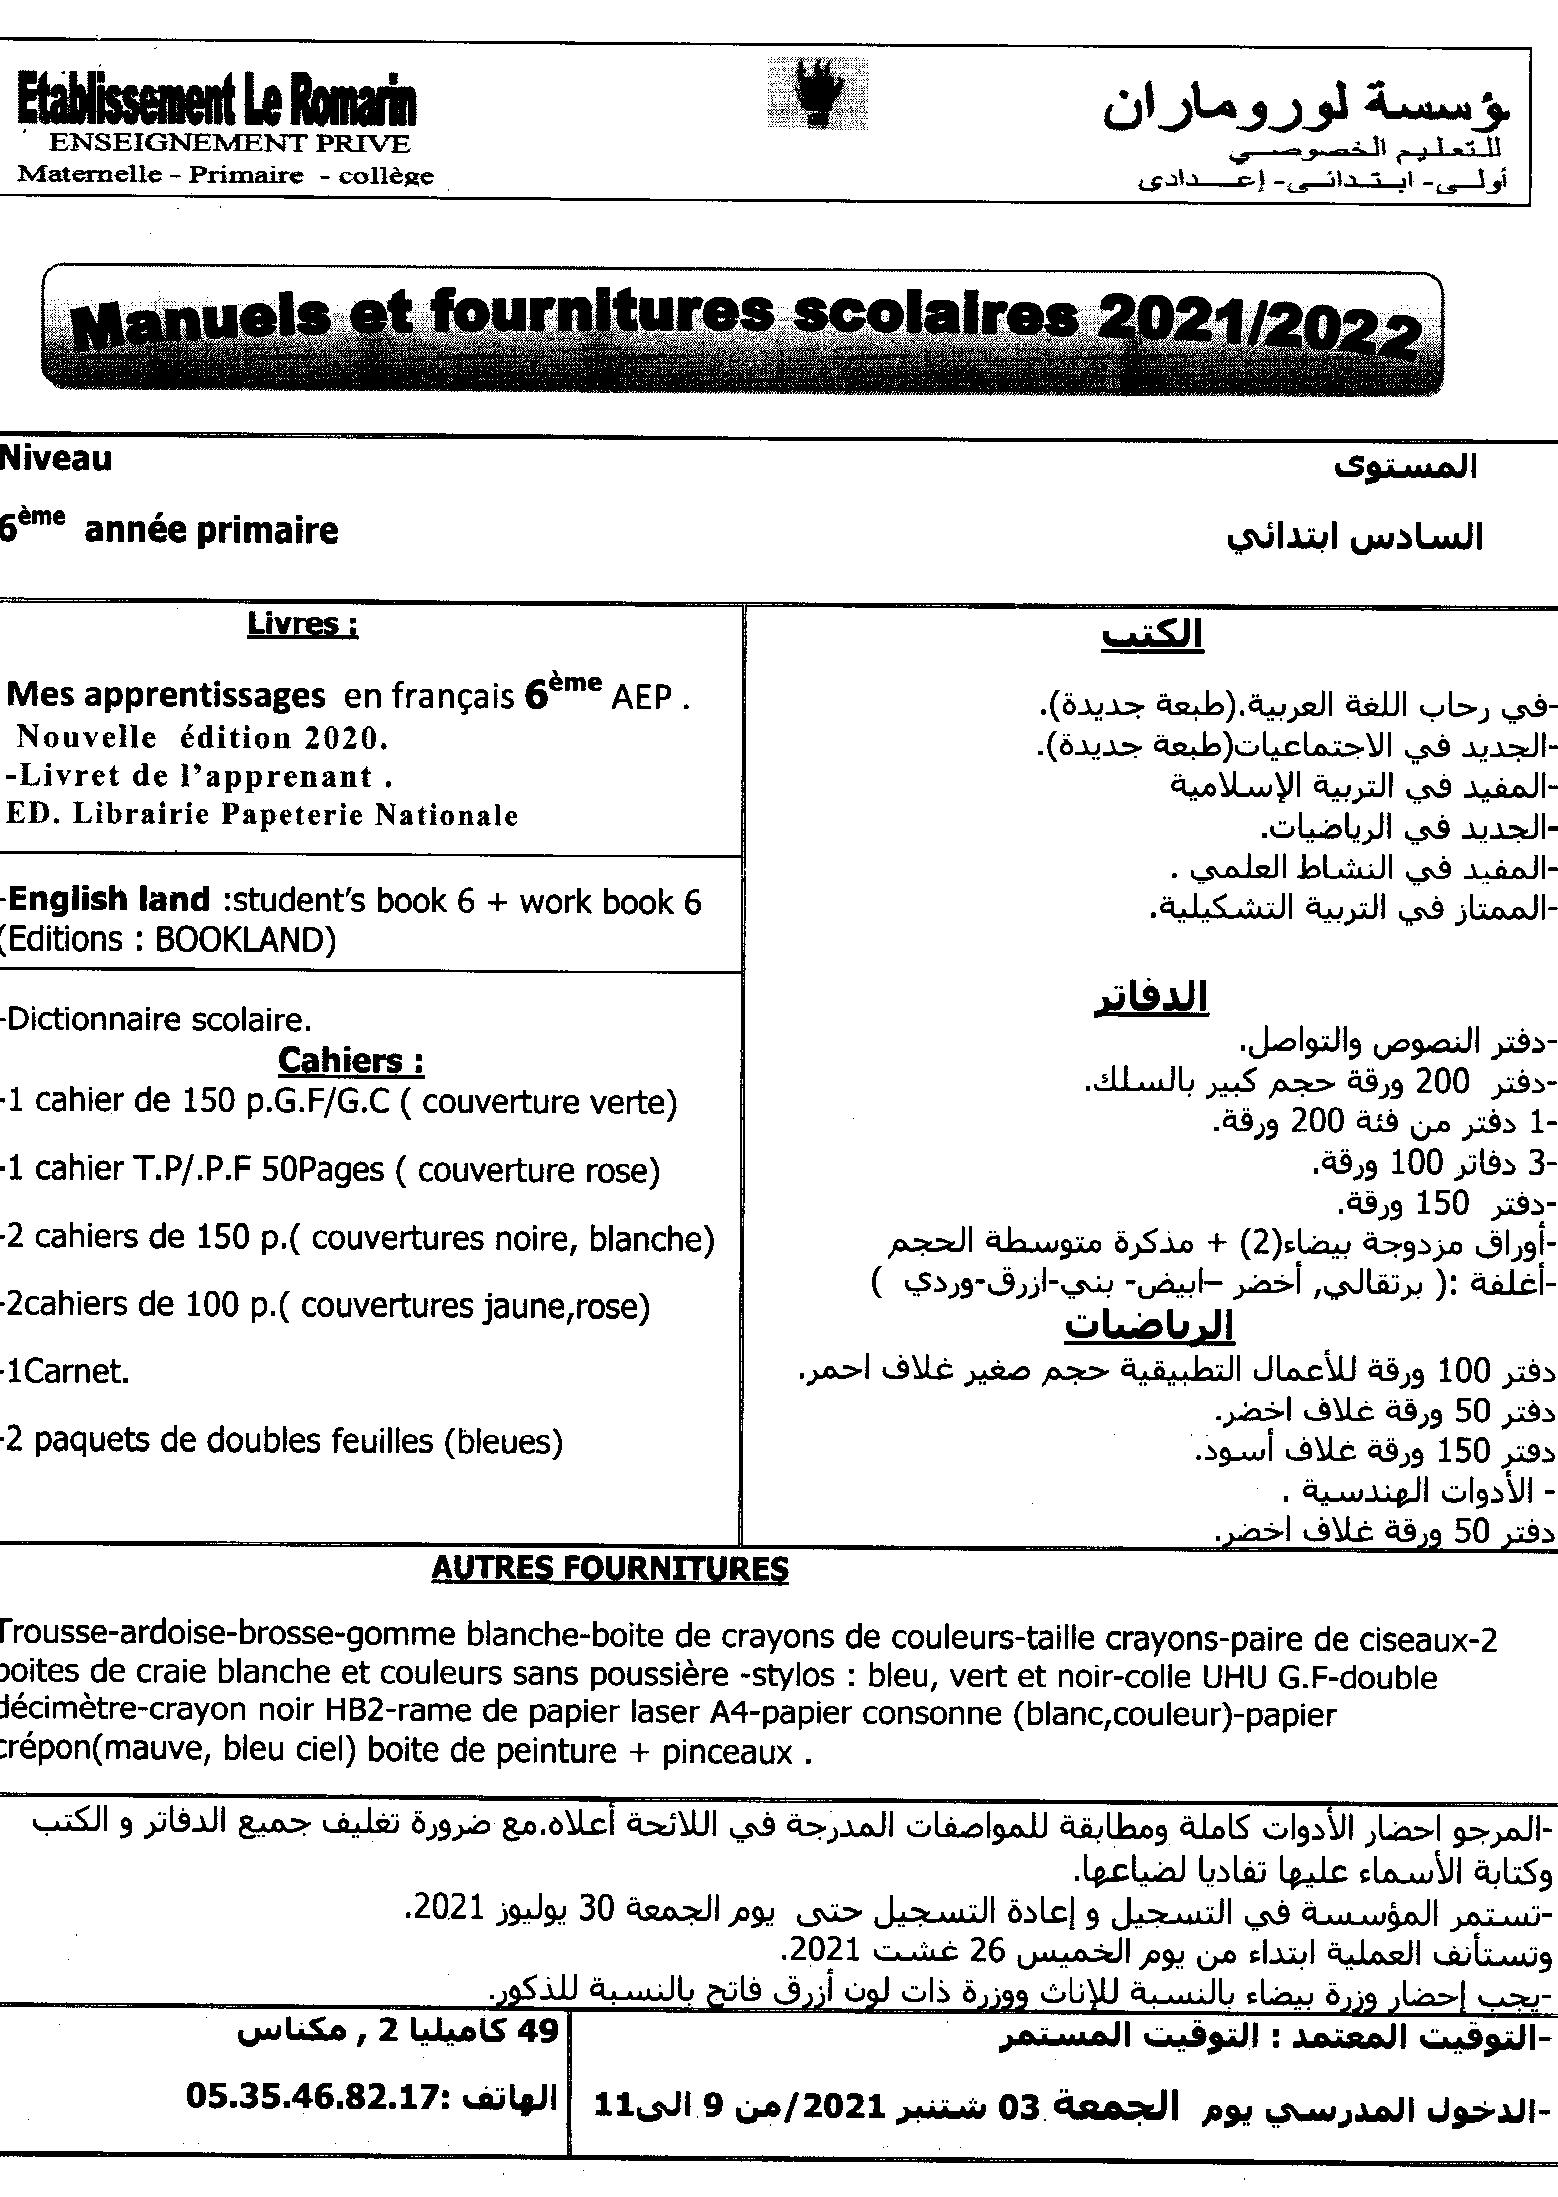 Etablissement Le Romarin
ENSEIGNEMENT PRIVE
Maternelle - Primaire - collège
ؤسسة لوروماران
للتعليم الخصوصي
أولى- ابتدائى- إعدادى
Manuels et fournitures scolaires 2021/2022
Niveau
6ème année primaire
المستوى
السادس ابتدائي
Livres :
Mes apprentissages en français 6ème AEP .
Nouvelle édition 2020.
-Livret de l’apprenant .
ED. Librairie Papeterie Nationale
-English land :student’s book 6 + work book 6
(Editions : BOOKLAND)
-Dictionnaire scolaire.
Cahiers :
-1 cahier de 150 p.G.F/G.C ( couverture verte)
-1 cahier T.P/.P.F 50Pages ( couverture rose)
-2 cahiers de 150 p.( couvertures noire, blanche)
-2cahiers de 100 p.( couvertures jaune,rose)
-1Carnet.
-2 paquets de doubles feuilles (bleues)
الكتب
-في رحاب اللغة العربية.(طبعة جديدة).
-الجديد في الاجتماعيات(طبعة جديدة).
-المفيد في التربية الإسلامية
-الجديد في الرياضيات.
-المفيد في النشاط العلمي .
-الممتاز في التربية التشكيلية.
الدفاتر
-دفتر النصوص والتواصل.
-دفتر 200 ورقة حجم كبير بالسلك.
-1 دفتر من فئة 200 ورقة.
-3 دفاتر 100 ورقة.
-دفتر 150 ورقة.
-أوراق مزدوجة بيضاء(2) + مذكرة متوسطة الحجم
-أغلفة :( برتقالي, أخضر –ابيض- بني-ازرق-وردي )
الرياضيات
دفتر 100 ورقة للأعمال التطبيقية حجم صغير غلاف احمر.
دفتر 50 ورقة غلاف اخضر.
دفتر 150 ورقة غلاف أسود.
- الأدوات الهندسية .
دفتر 50 ورقة غلاف اخضر.
AUTRES FOURNITURES
Trousse-ardoise-brosse-gomme blanche-boite de crayons de couleurs-taille crayons-paire de ciseaux-2
boites de craie blanche et couleurs sans poussière -stylos : bleu, vert et noir-colle UHU G.F-double
décimètre-crayon noir HB2-rame de papier laser A4-papier consonne (blanc,couleur)-papier
crépon(mauve, bleu ciel) boite de peinture + pinceaux .
-المرجو احضار الأدوات كاملة ومطابقة للمواصفات المدرجة في اللائحة أعلاه.مع ضرورة تغليف جميع الدفاتر و الكتب
وكتابة الأسماء عليها تفاديا لضياعها.
-تستمر المؤسسة في التسجيل و إعادة التسجيل حتى يوم الجمعة 30 يوليوز 2021.
وتستأنف العملية ابتداء من يوم الخميس 26 غشت 2021.
-يجب إحضار وزرة بيضاء بالنسبة للإناث ووزرة ذات لون أزرق فاتح بالنسبة للذكور.
-التوقيت المعتمد : التوقيت المستمر
-الدخول المدرسي يوم الجمعة 03 شتنبر 2021/من 9 الى11
49 كاميليا 2 , مكناس
الهاتف :05.35.46.82.17